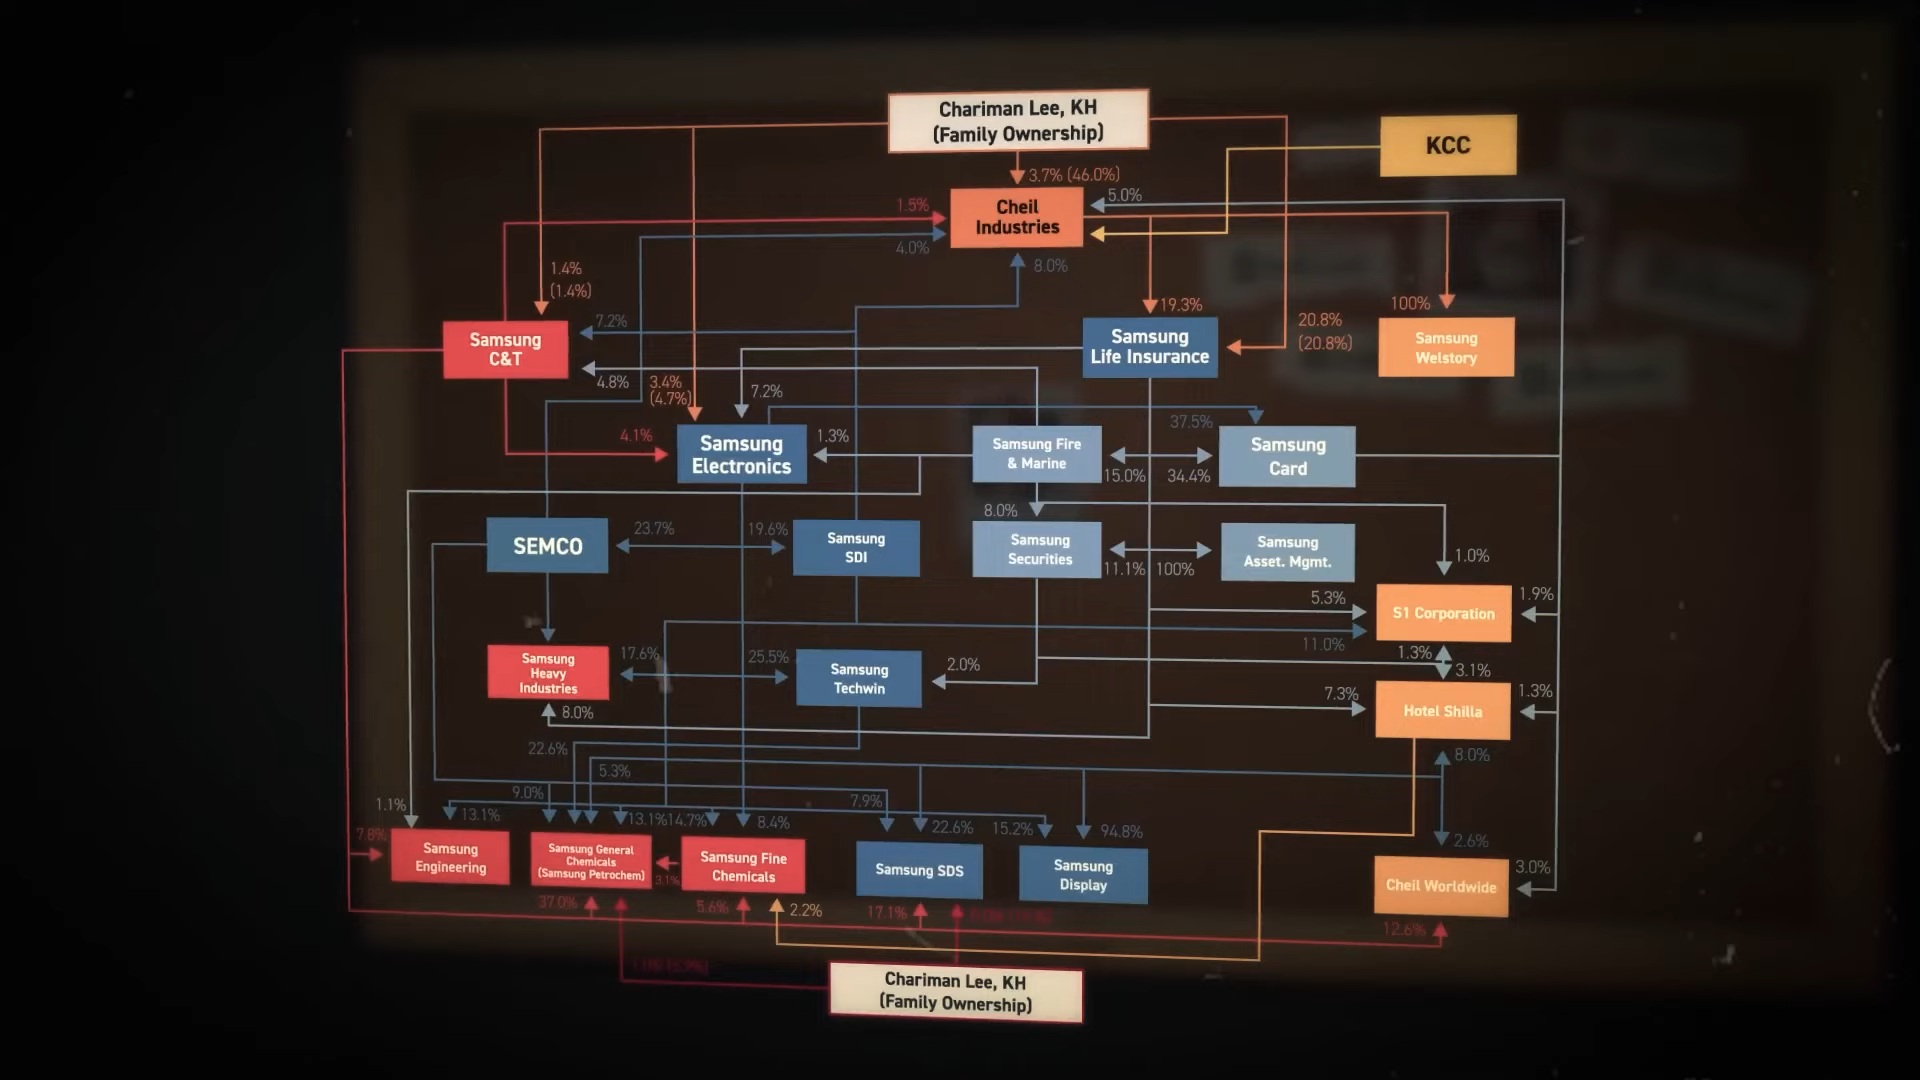 Chariman Lee, KH
(Family Ownership)
KCC
3.7% (46.0%)
5.0%
1.5%
Cheil
Industries
4.0%
8.0%
1.4%
(1.4%)
19.3%
100%
7.2%
20.8%
(20.8%)
Samsung
C&T
Samsung
Life Insurance
Samsung
Welstory
4.8%
3.4%
(4.7%)
7.2%
37.5%
4.1%
1.3%
Samsung
Electronics
Samsung Fire
& Marine
Samsung
Card
15.0%
34.4%
8.0%
23.7%
19.6%
SEMCO
Samsung
SDI
Samsung
Securities
Samsung
Asset. Mgmt.
11.1%
100%
1.0%
5.3%
1.9%
S1 Corporation
11.0%
1.3%
3.1%
17.6%
25.5%
2.0%
Samsung
Heavy
Industries
Samsung
Techwin
7.3%
1.3%
Hotel Shilla
8.0%
22.6%
5.3%
8.0%
9.0%
7.9%
1.1%
13.1%
13.1%
14.7%
8.4%
22.6%
15.2%
94.8%
2.6%
7.8%
Samsung
Engineering
Samsung General
Chemicals
(Samsung Petrochem)
3.1%
Samsung Fine
Chemicals
Samsung SDS
Samsung
Display
Cheil Worldwide
3.0%
37.0%
5.6%
2.2%
17.1%
12.6%
Chariman Lee, KH
(Family Ownership)